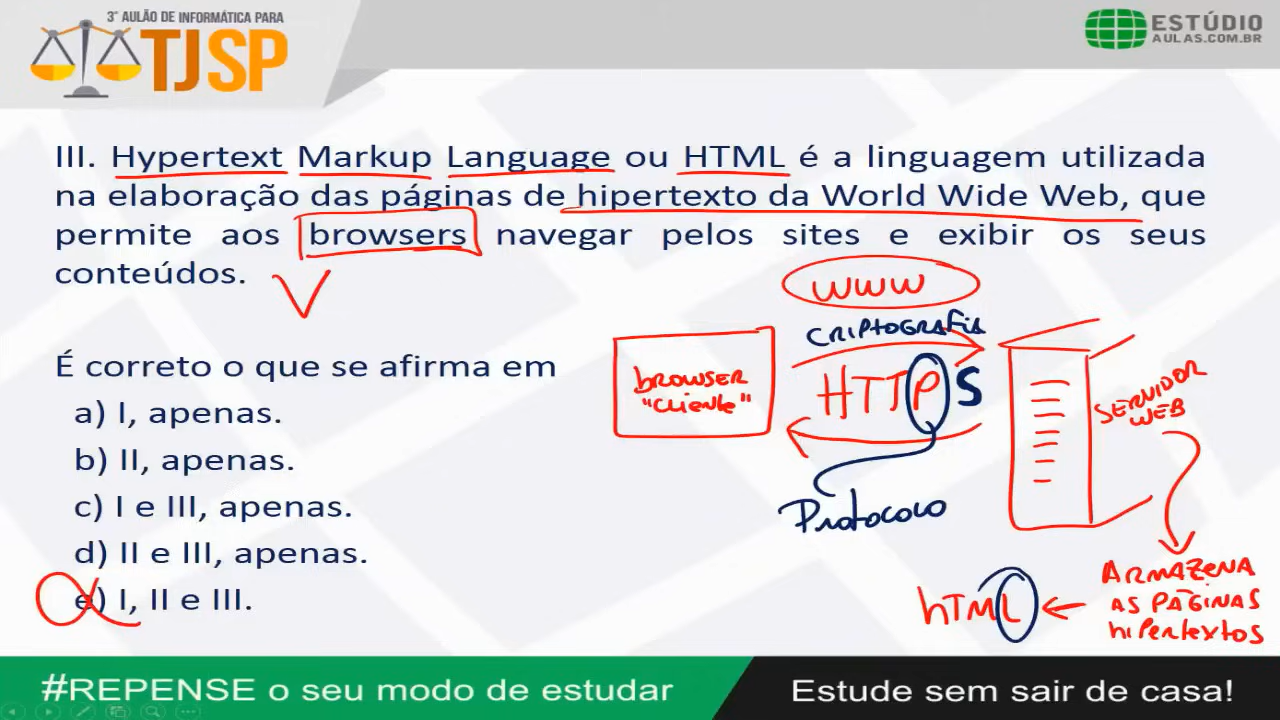 3° AULÃO DE INFORMÁTICA PARA
TJSP
ESTÚDIO
AULAS.COM.BR
III. Hypertext Markup Language ou HTML é a linguagem utilizada
na elaboração das páginas de hipertexto da World Wide Web, que
permite aos browsers navegar pelos sites e exibir os seus
conteúdos.
É correto o que se afirma em
a) I, apenas.
b) II, apenas.
c) I e III, apenas.
d) II e III, apenas.
e) I, II e III.
WWW
CRIPTOGRAFIA
browser
"cliente"
HTTPS
SERVIDOR
WEB
Protocolo
ARMAZENA
AS PÁGINAS
hipertextos
hTML
#REPENSE o seu modo de estudar
Estude sem sair de casa!